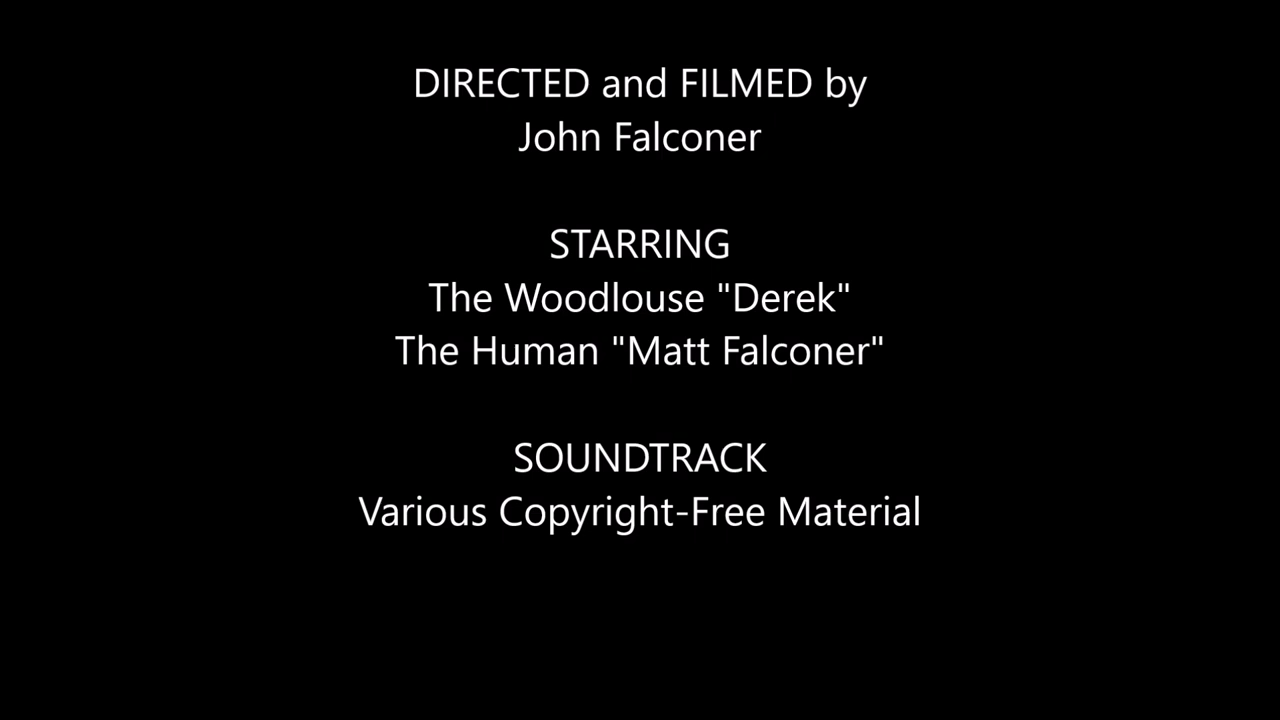 DIRECTED and FILMED by
John Falconer
STARRING
The Woodlouse "Derek"
The Human "Matt Falconer"
SOUNDTRACK
Various Copyright-Free Material